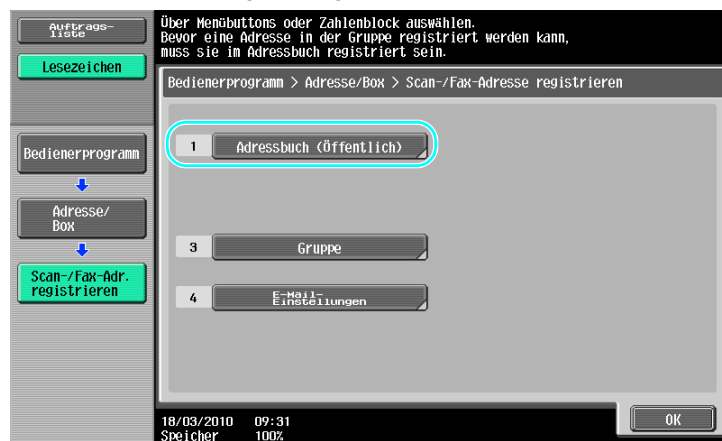 Auftrags-
liste
Lesezeichen
Bedienerprogramm
Adresse/
Box
Scan-/Fax-Adr.
registrieren
Über Menübuttons oder Zahlenblock auswählen.
Bevor eine Adresse in der Gruppe registriert werden kann,
muss sie im Adressbuch registriert sein.
Bedienerprogramm > Adresse/Box > Scan-/Fax-Adresse registrieren
1 Adressbuch (Öffentlich)
3 Gruppe
4 E-Mail-
Einstellungen
18/03/2010 09:31
Speicher 100%
OK